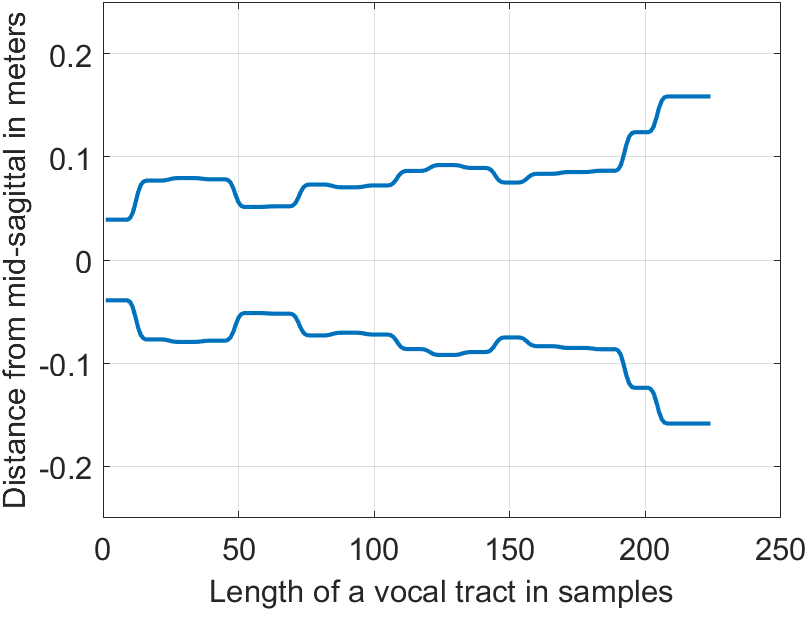 Distance from mid-sagittal in meters
0.2
0.1
0
-0.1
-0.2
0 50 100 150 200 250
Length of a vocal tract in samples